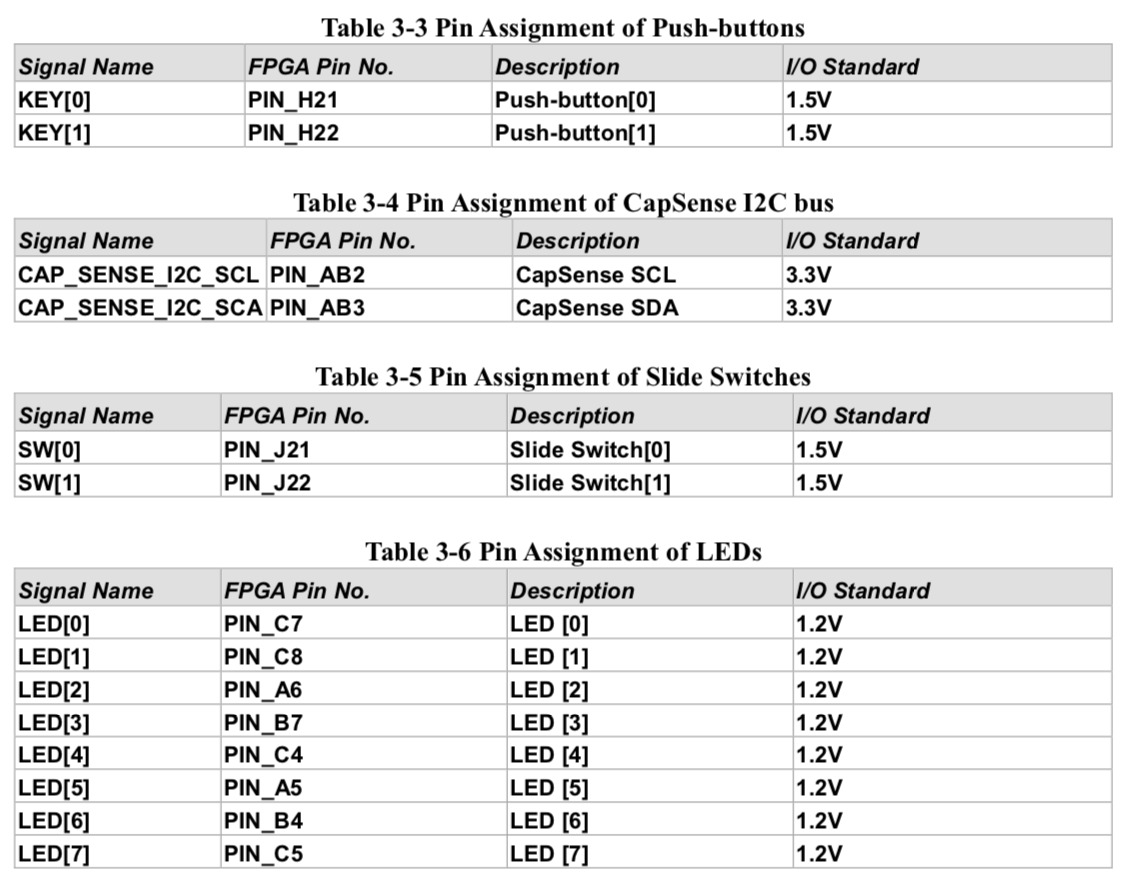 Table 3-3 Pin Assignment of Push-buttons
Signal Name FPGA Pin No. Description I/O Standard
KEY[0] PIN_H21 Push-button[0] 1.5V
KEY[1] PIN_H22 Push-button[1] 1.5V
Table 3-4 Pin Assignment of CapSense I2C bus
Signal Name FPGA Pin No. Description I/O Standard
CAP_SENSE_I2C_SCL PIN_AB2 CapSense SCL 3.3V
CAP_SENSE_I2C_SCA PIN_AB3 CapSense SDA 3.3V
Table 3-5 Pin Assignment of Slide Switches
Signal Name FPGA Pin No. Description I/O Standard
SW[0] PIN_J21 Slide Switch[0] 1.5V
SW[1] PIN_J22 Slide Switch[1] 1.5V
Table 3-6 Pin Assignment of LEDs
Signal Name FPGA Pin No. Description I/O Standard
LED[0] PIN_C7 LED [0] 1.2V
LED[1] PIN_C8 LED [1] 1.2V
LED[2] PIN_A6 LED [2] 1.2V
LED[3] PIN_B7 LED [3] 1.2V
LED[4] PIN_C4 LED [4] 1.2V
LED[5] PIN_A5 LED [5] 1.2V
LED[6] PIN_B4 LED [6] 1.2V
LED[7] PIN_C5 LED [7] 1.2V